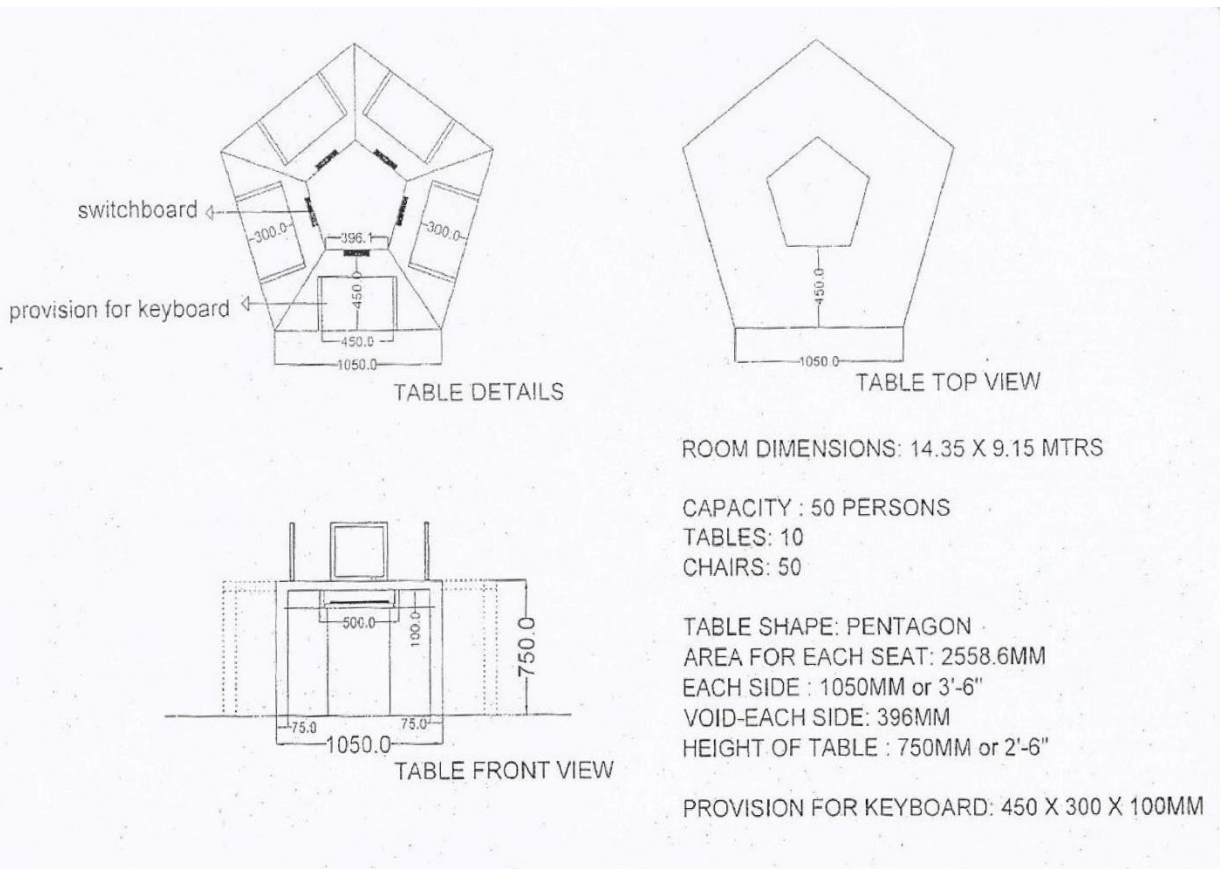 switchboard
300.0
396.1
300.0
provision for keyboard
450.0
450.0
1050.0
TABLE DETAILS
450.0
1050.0
TABLE TOP VIEW
500.0
100.0
750.0
75.0
75.0
1050.0
TABLE FRONT VIEW
ROOM DIMENSIONS: 14.35 X 9.15 MTRS
CAPACITY : 50 PERSONS
TABLES: 10
CHAIRS: 50
TABLE SHAPE: PENTAGON
AREA FOR EACH SEAT: 2558.6MM
EACH SIDE : 1050MM or 3'-6"
VOID-EACH SIDE: 396MM
HEIGHT OF TABLE : 750MM or 2'-6"
PROVISION FOR KEYBOARD: 450 X 300 X 100MM